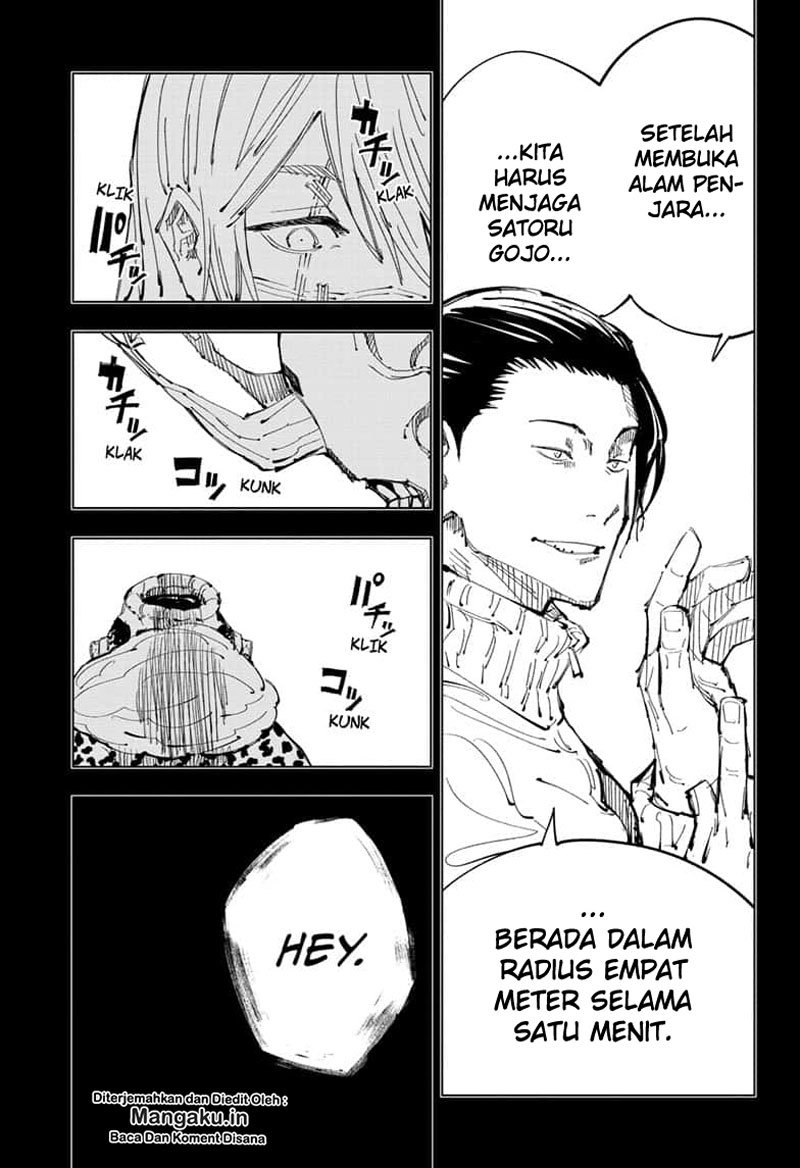 SETELAH
MEMBUKA
ALAM PEN-
JARA...
...KITA
HARUS
MENJAGA
SATORU
GOJO...
...
BERADA DALAM
RADIUS EMPAT
METER SELAMA
SATU MENIT.
カチッ
KLAK
KLIK
パチッ
カチッ
KLAK
コッ
KUNK
パチッ
KLIK
コッ
KUNK
HEY.
Diterjemahkan dan Diedit Oleh :
Mangaku.in
Baca Dan Koment Disana